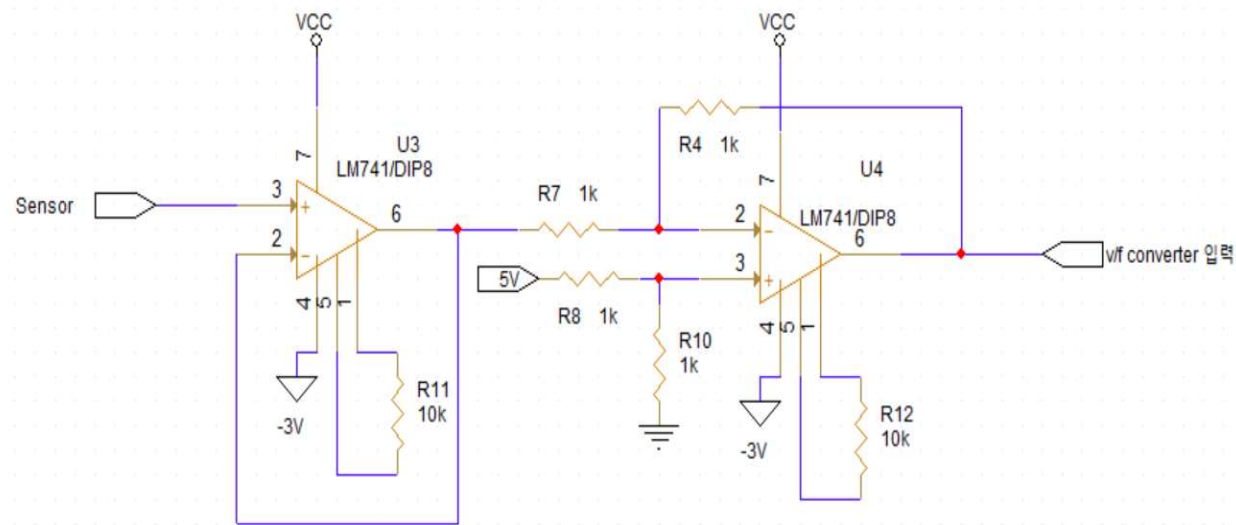 VCC
VCC
R4 1k
U3
LM741/DIP8
7
Sensor
3
+
6
2
-
4
5
1
-3V
R11
10k
R7 1k
5V
R8 1k
R10
1k
U4
LM741/DIP8
7
2
-
6
3
+
4
5
1
-3V
R12
10k
v/f converter 입력